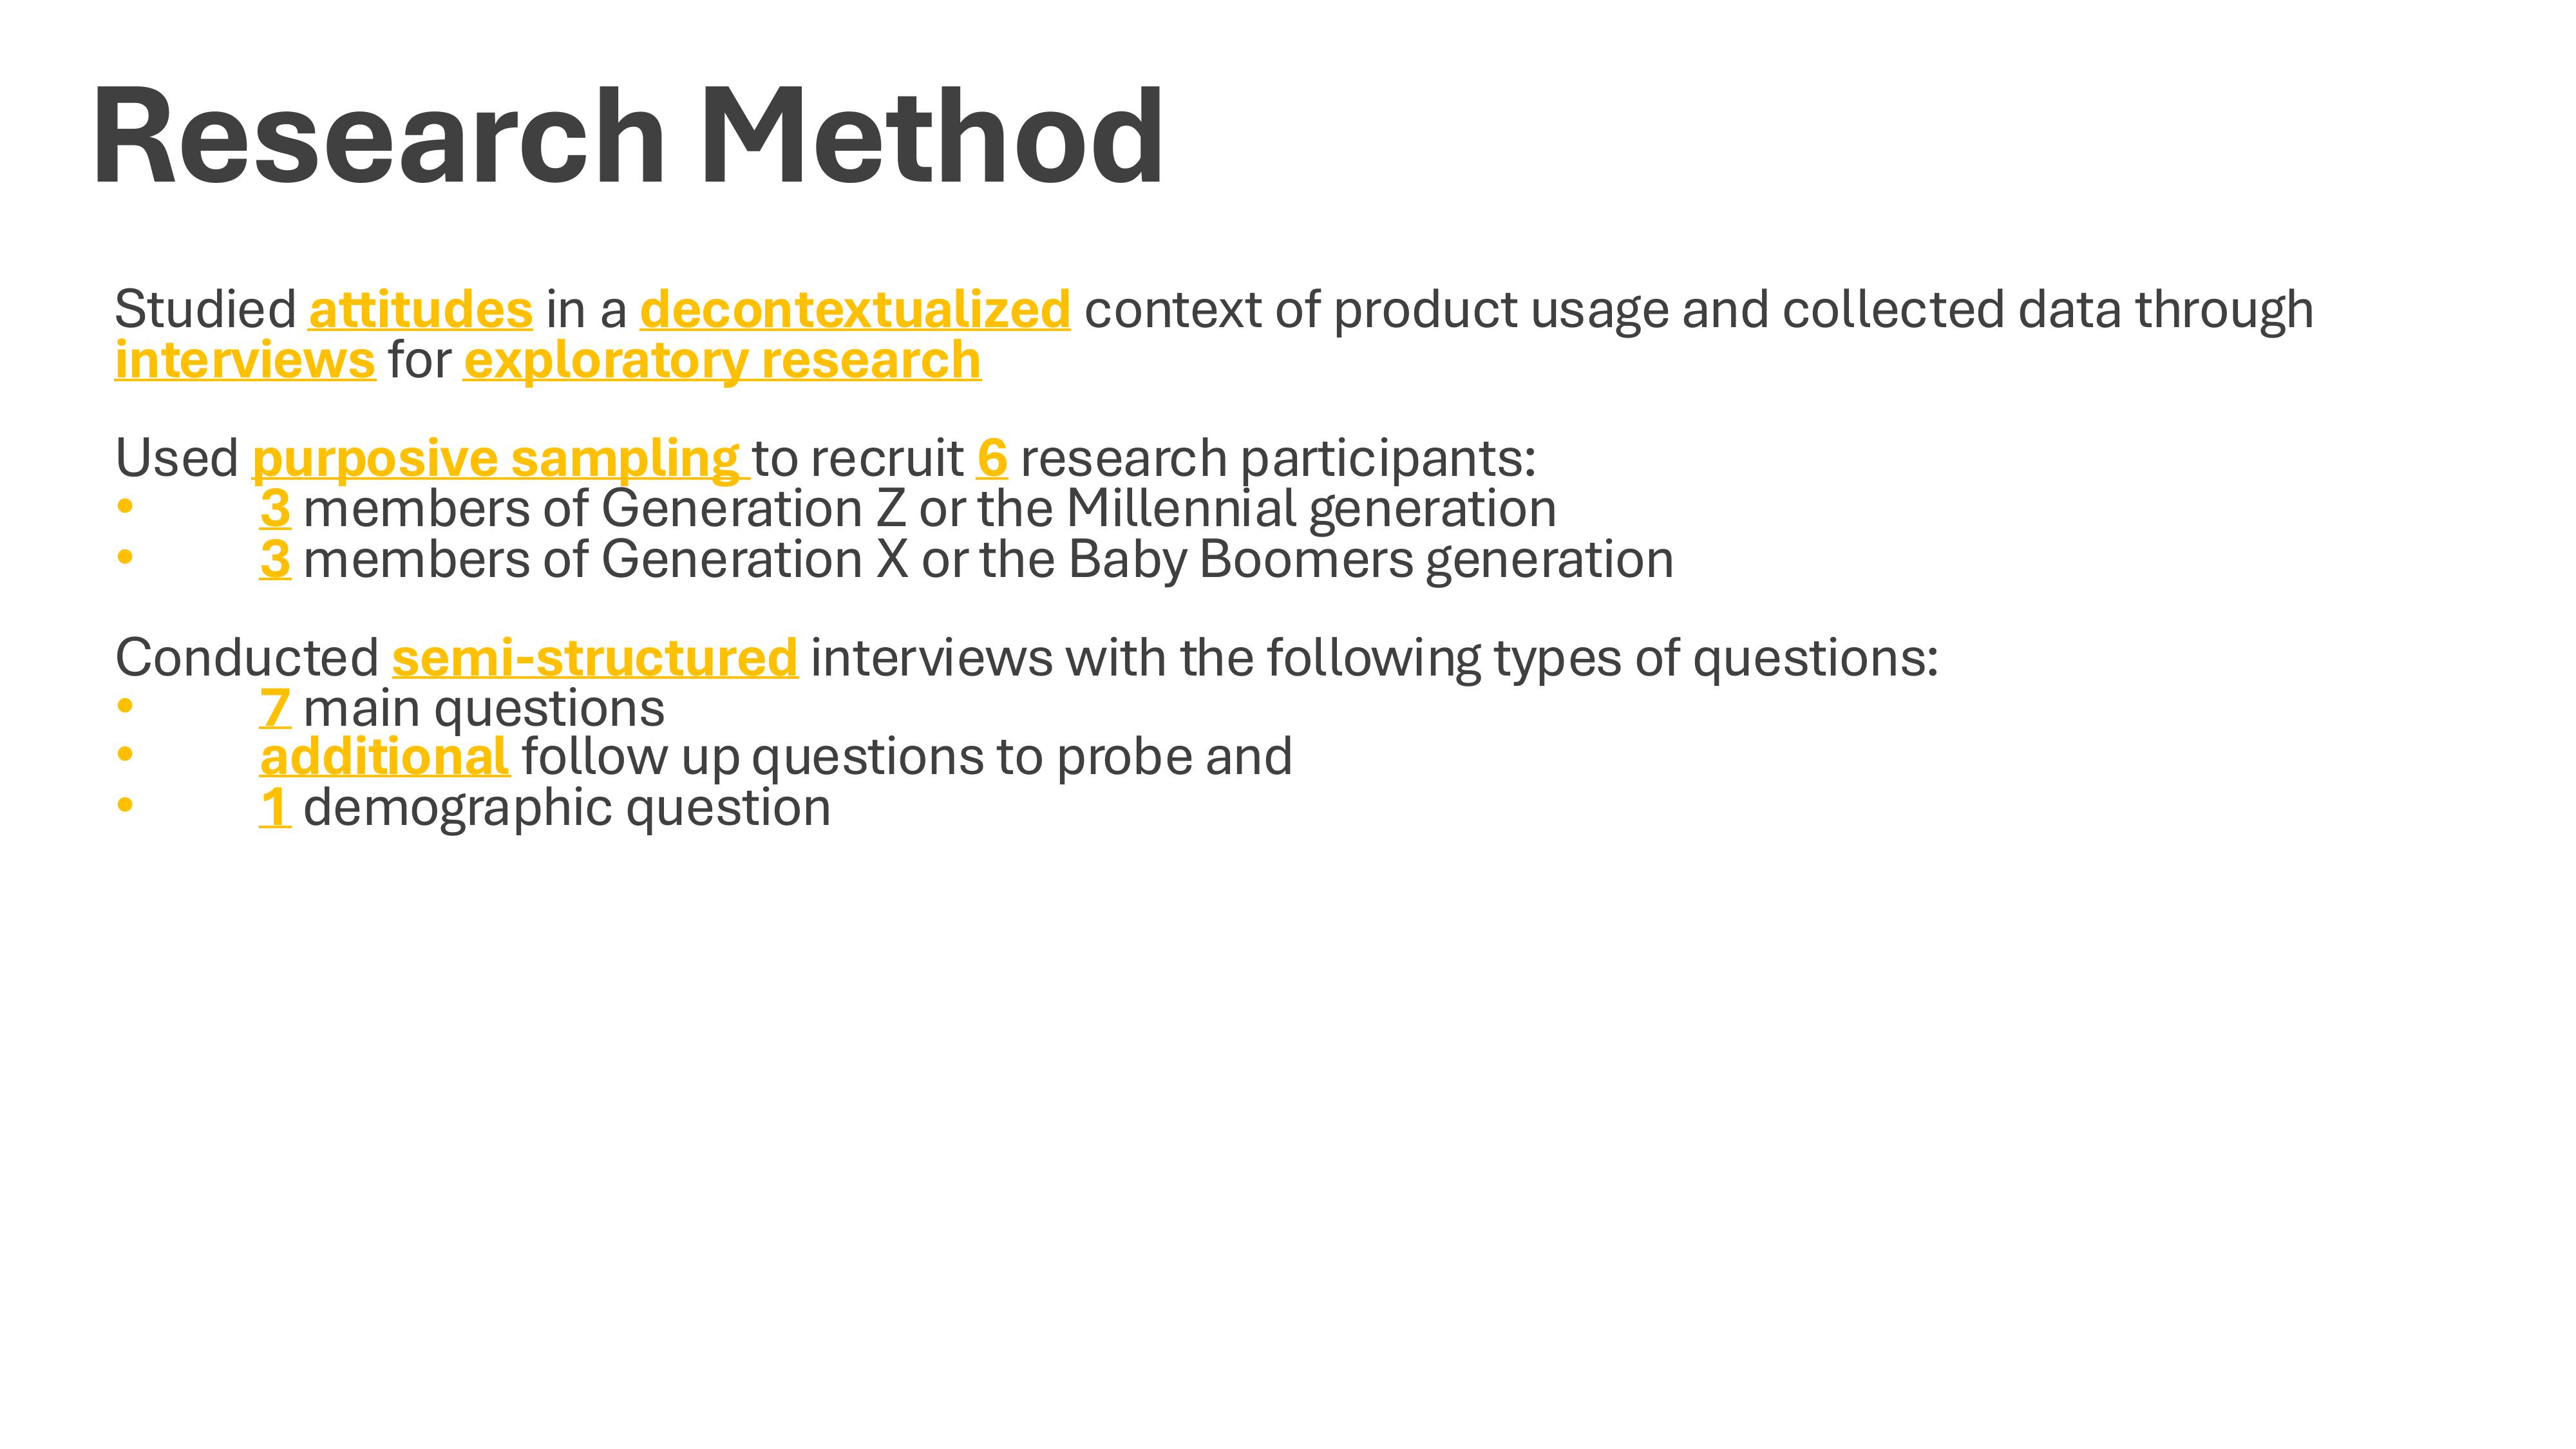 Research Method
Studied attitudes in a decontextualized context of product usage and collected data through
interviews for exploratory research
Used purposive sampling to recruit 6 research participants:
• 3 members of Generation Z or the Millennial generation
• 3 members of Generation X or the Baby Boomers generation
Conducted semi-structured interviews with the following types of questions:
• 7 main questions
• additional follow up questions to probe and
• 1 demographic question